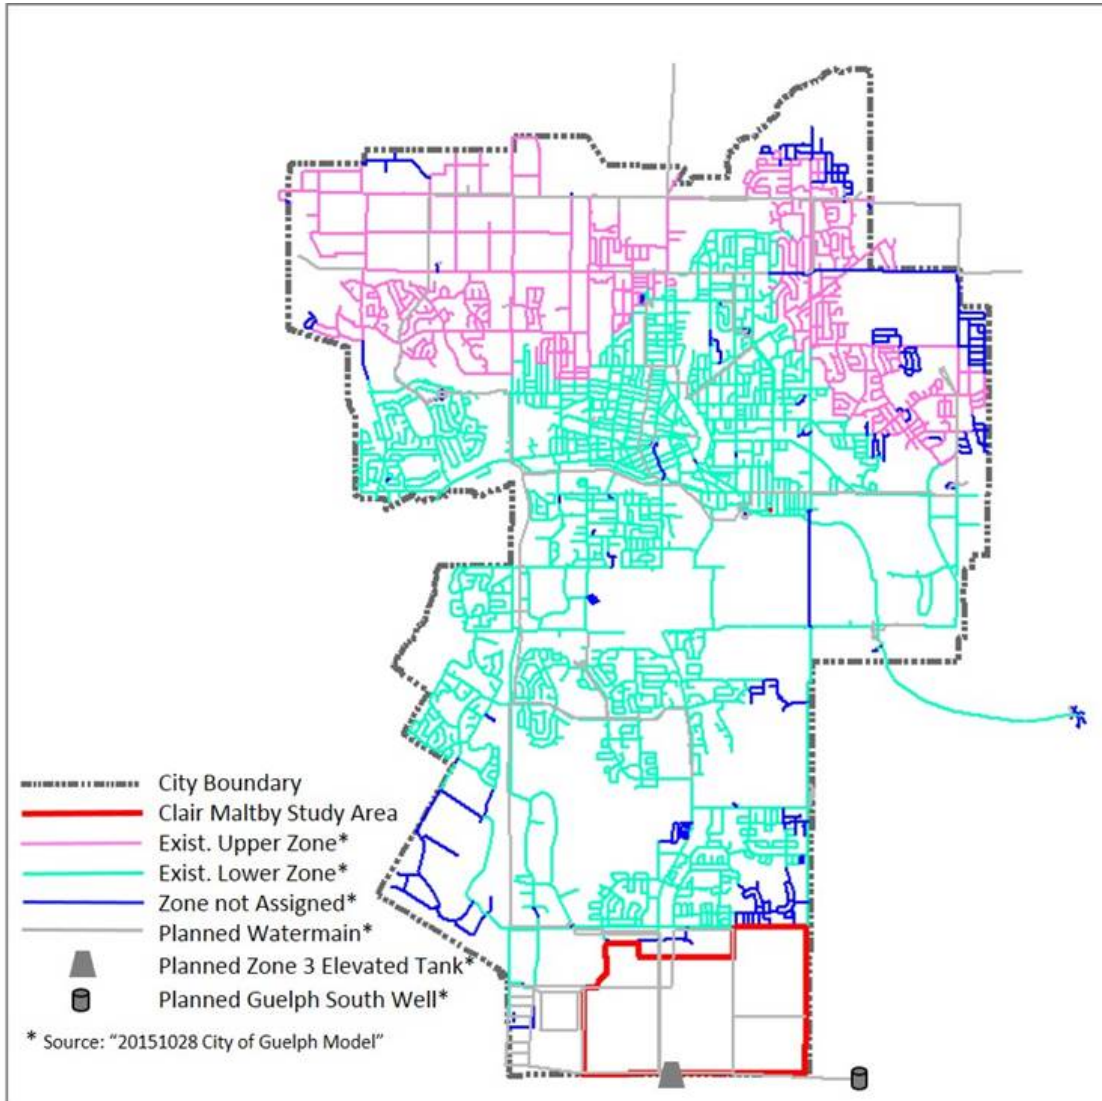 City Boundary
Clair Maltby Study Area
Exist. Upper Zone*
Exist. Lower Zone*
Zone not Assigned*
Planned Watermain*
Planned Zone 3 Elevated Tank*
Planned Guelph South Well*
* Source: “20151028 City of Guelph Model”